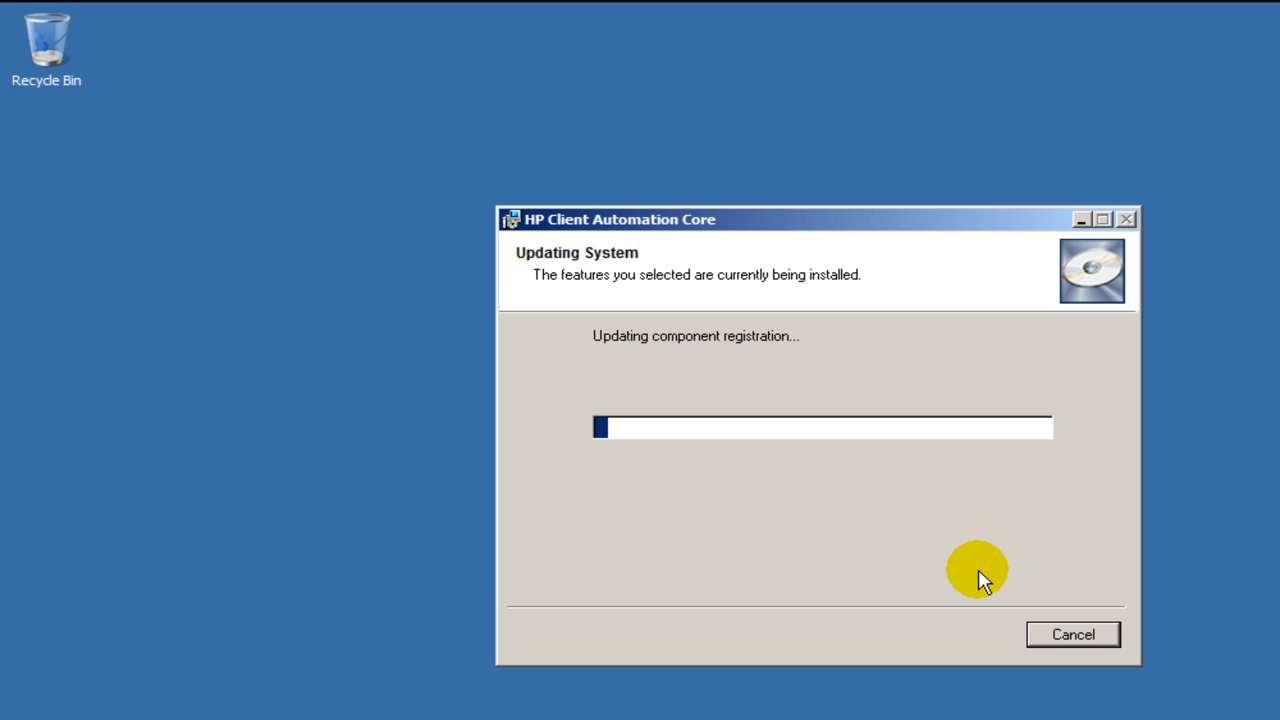 Recycle Bin
HP Client Automation Core
Updating System
The features you selected are currently being installed.
Updating component registration...
Cancel